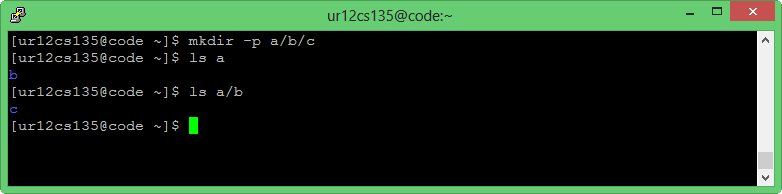 ur12cs135@code:~
[ur12cs135@code ~]$ mkdir -p a/b/c
[ur12cs135@code ~]$ ls a
b
[ur12cs135@code ~]$ ls a/b
c
[ur12cs135@code ~]$